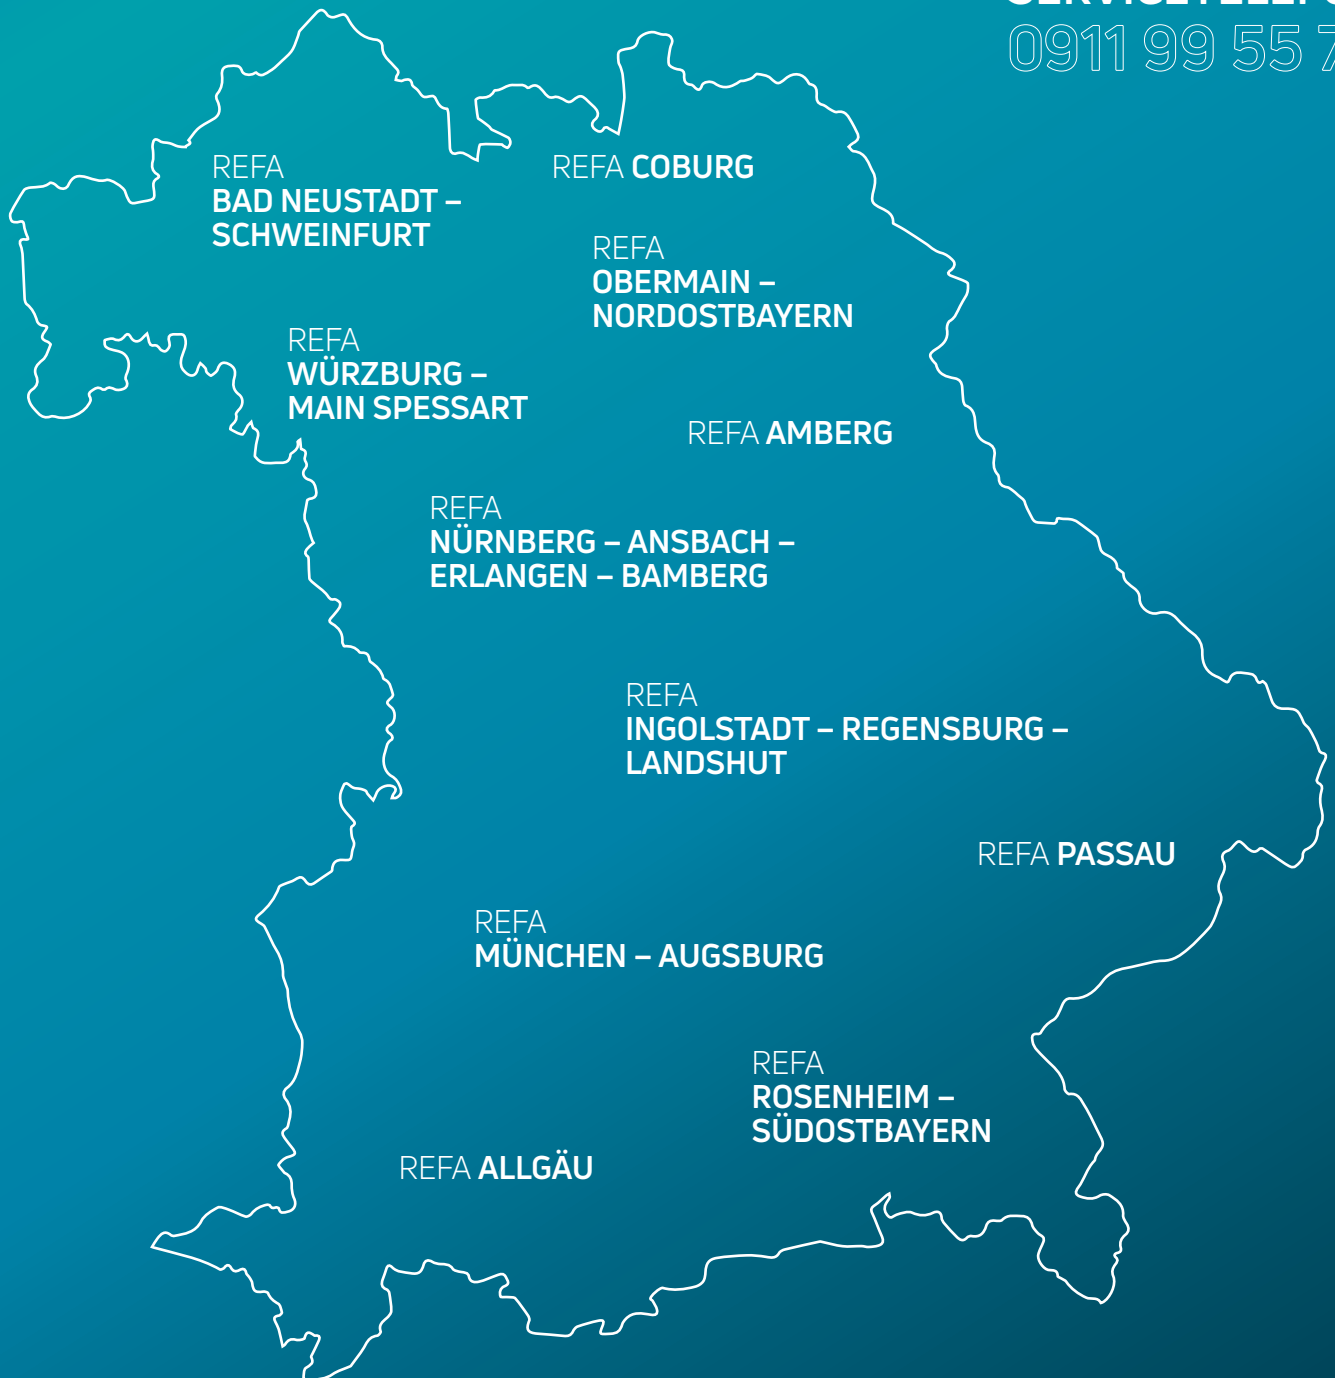 0911 99 55
REFA
BAD NEUSTADT –
SCHWEINFURT
REFA COBURG
REFA
OBERMAIN –
NORDOSTBAYERN
REFA
WÜRZBURG –
MAIN SPESSART
REFA AMBERG
REFA
NÜRNBERG – ANSBACH –
ERLANGEN – BAMBERG
REFA
INGOLSTADT – REGENSBURG –
LANDSHUT
REFA PASSAU
REFA
MÜNCHEN – AUGSBURG
REFA
ROSENHEIM –
SÜDOSTBAYERN
REFA ALLGÄU